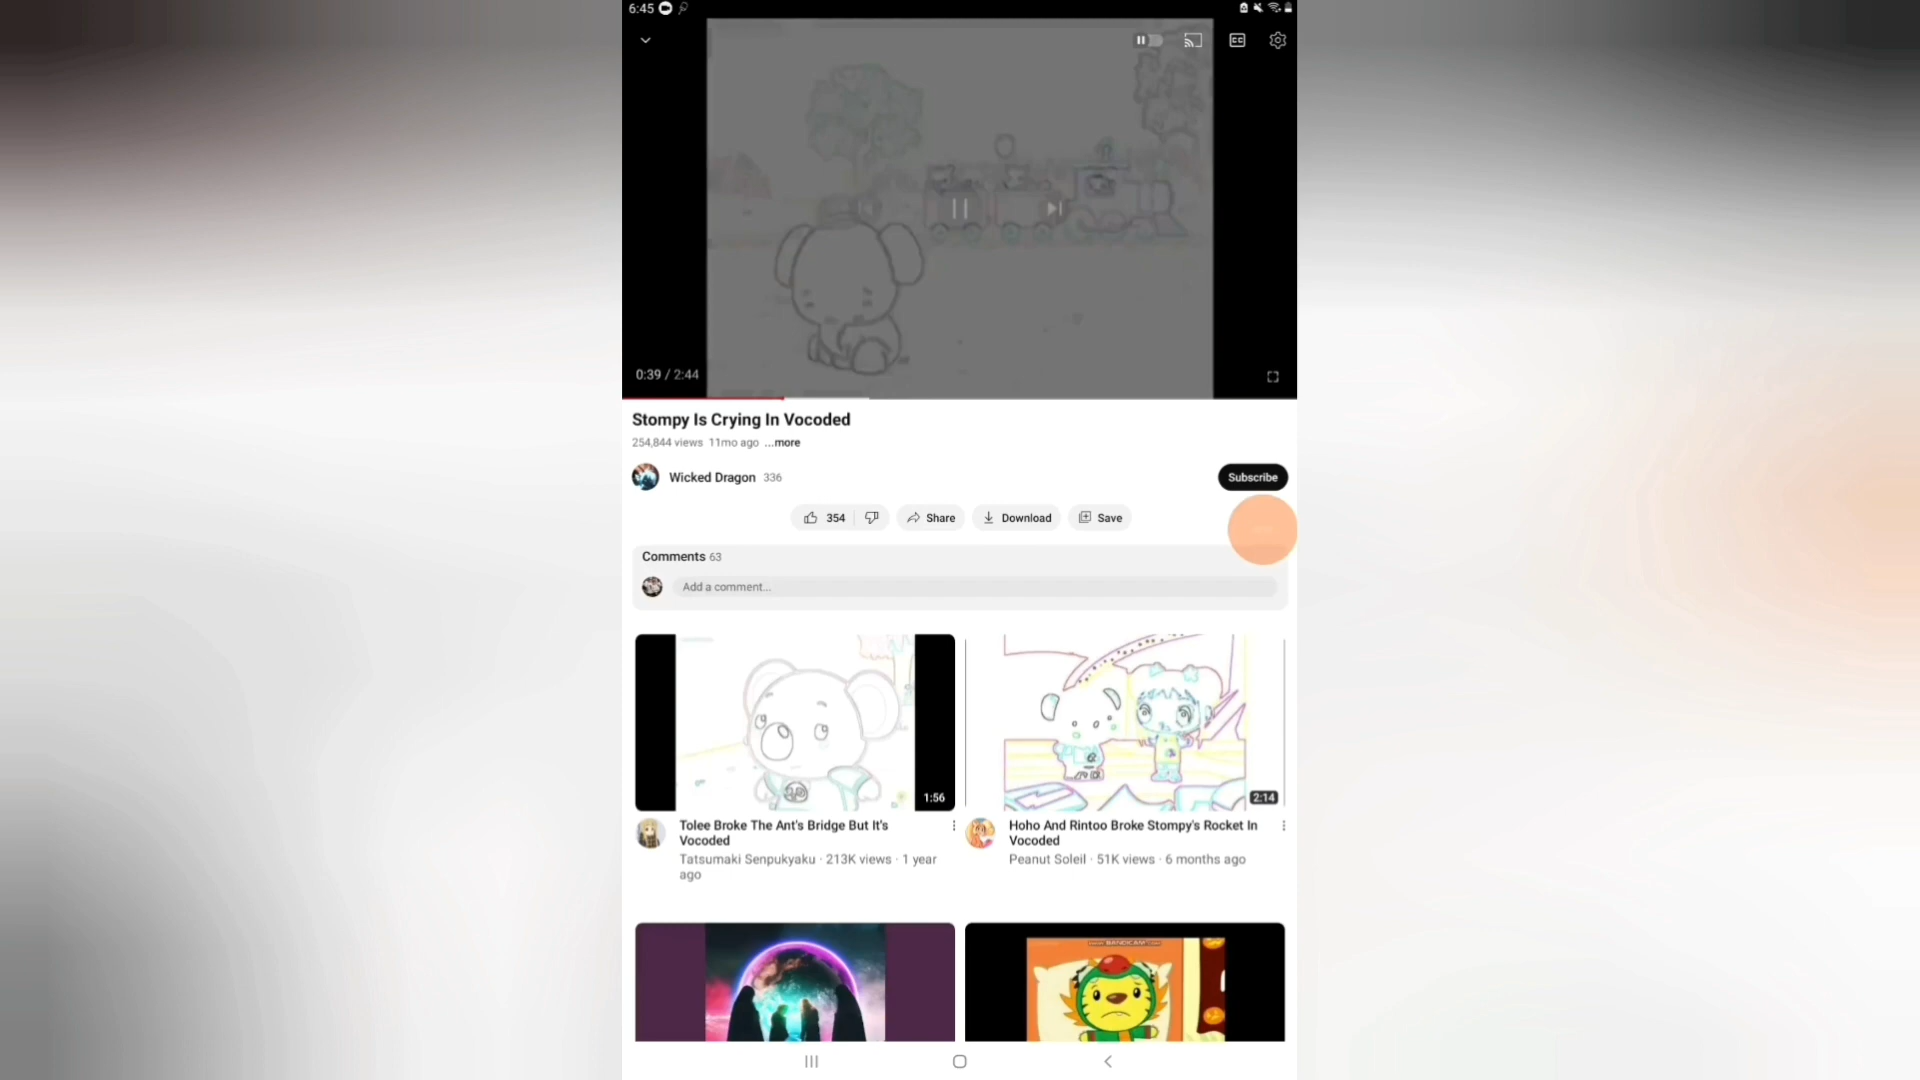 6:45
0:39 / 2:44
Stompy Is Crying In Vocoded
254,844 views 11mo ago ...more
Wicked Dragon 336
Subscribe
354
Share
Download
Save
Comments 63
Add a comment...
1:56
2:14
Tolee Broke The Ant's Bridge But It's
Vocoded
Tatsumaki Senpukyaku · 213K views · 1 year
ago
Hoho And Rintoo Broke Stompy's Rocket In
Vocoded
Peanut Soleil · 51K views · 6 months ago